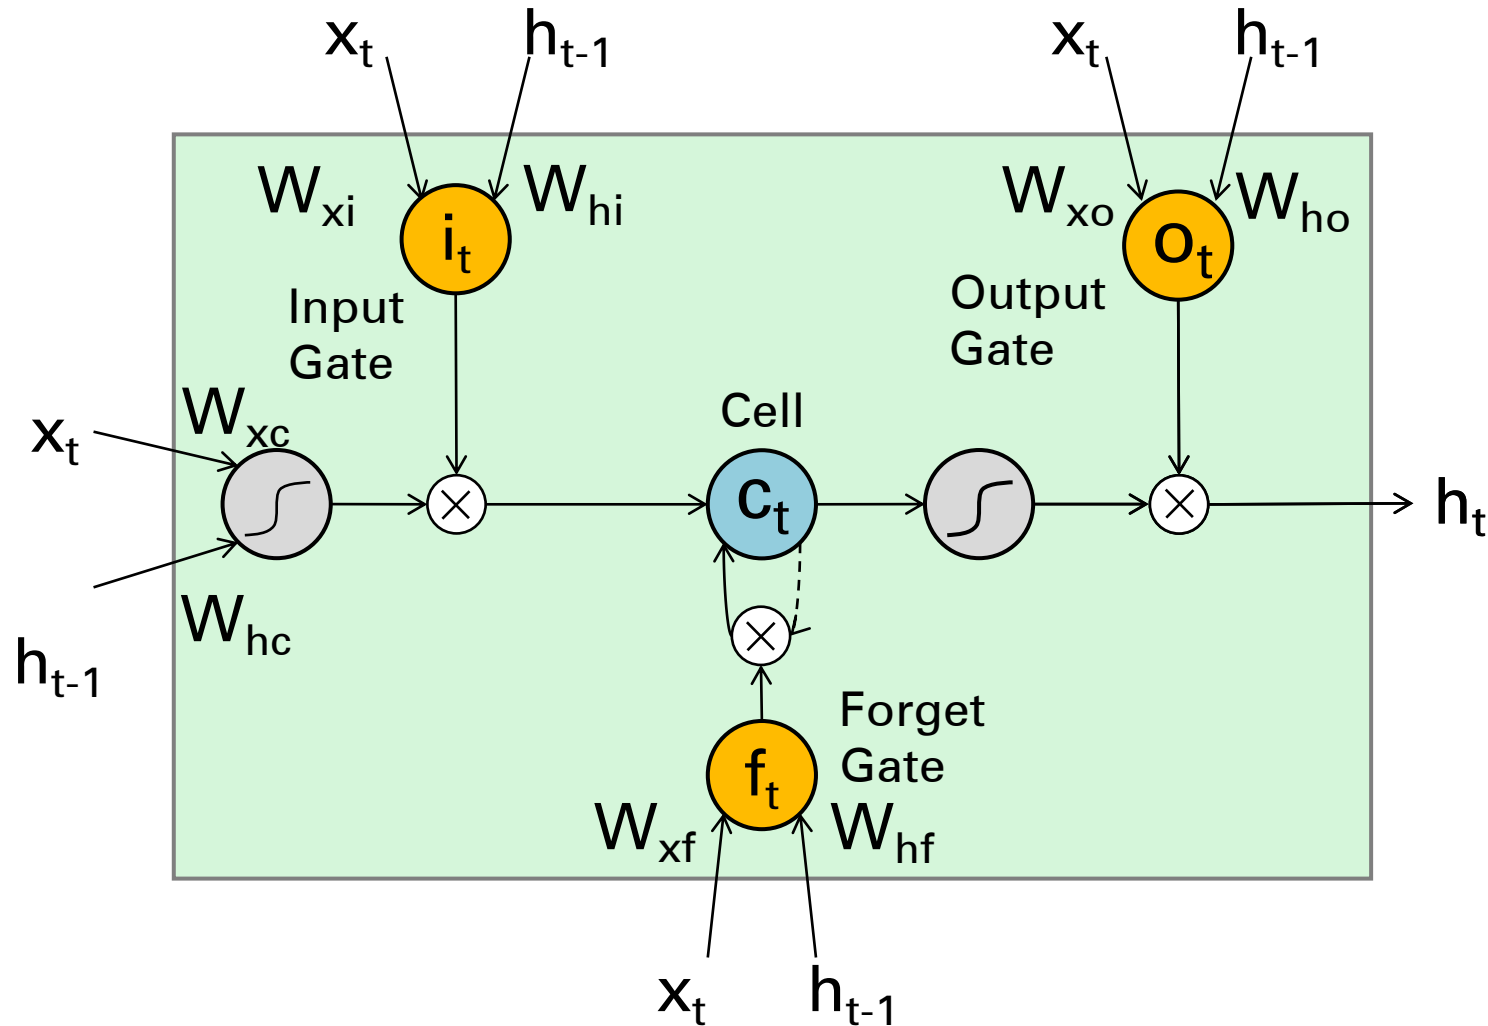 xt ht-1 xt ht-1
Wxi it Whi Wxo ot Who
Input
Gate
Output
Gate
Wxc
xt
Cell
ct
ht
Whc
ht-1
Forget
Gate
ft
Wxf Whf
xt ht-1